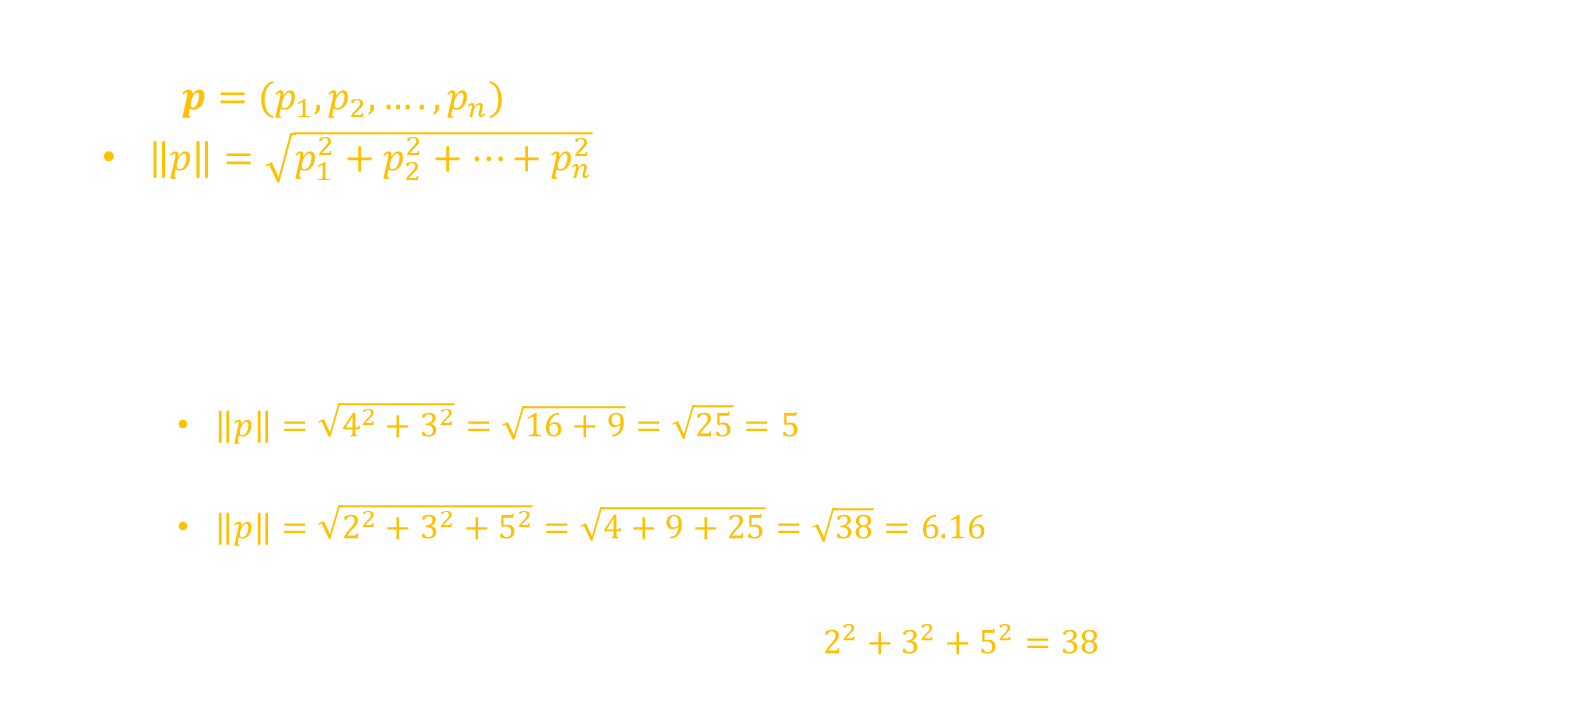 𝒑 = (p₁, p₂, … . , pₙ)
• ‖p‖ = √(p₁² + p₂² + ⋯ + pₙ²)
• ‖p‖ = √(4² + 3²) = √(16 + 9) = √25 = 5
• ‖p‖ = √(2² + 3² + 5²) = √(4 + 9 + 25) = √38 = 6.16
2² + 3² + 5² = 38